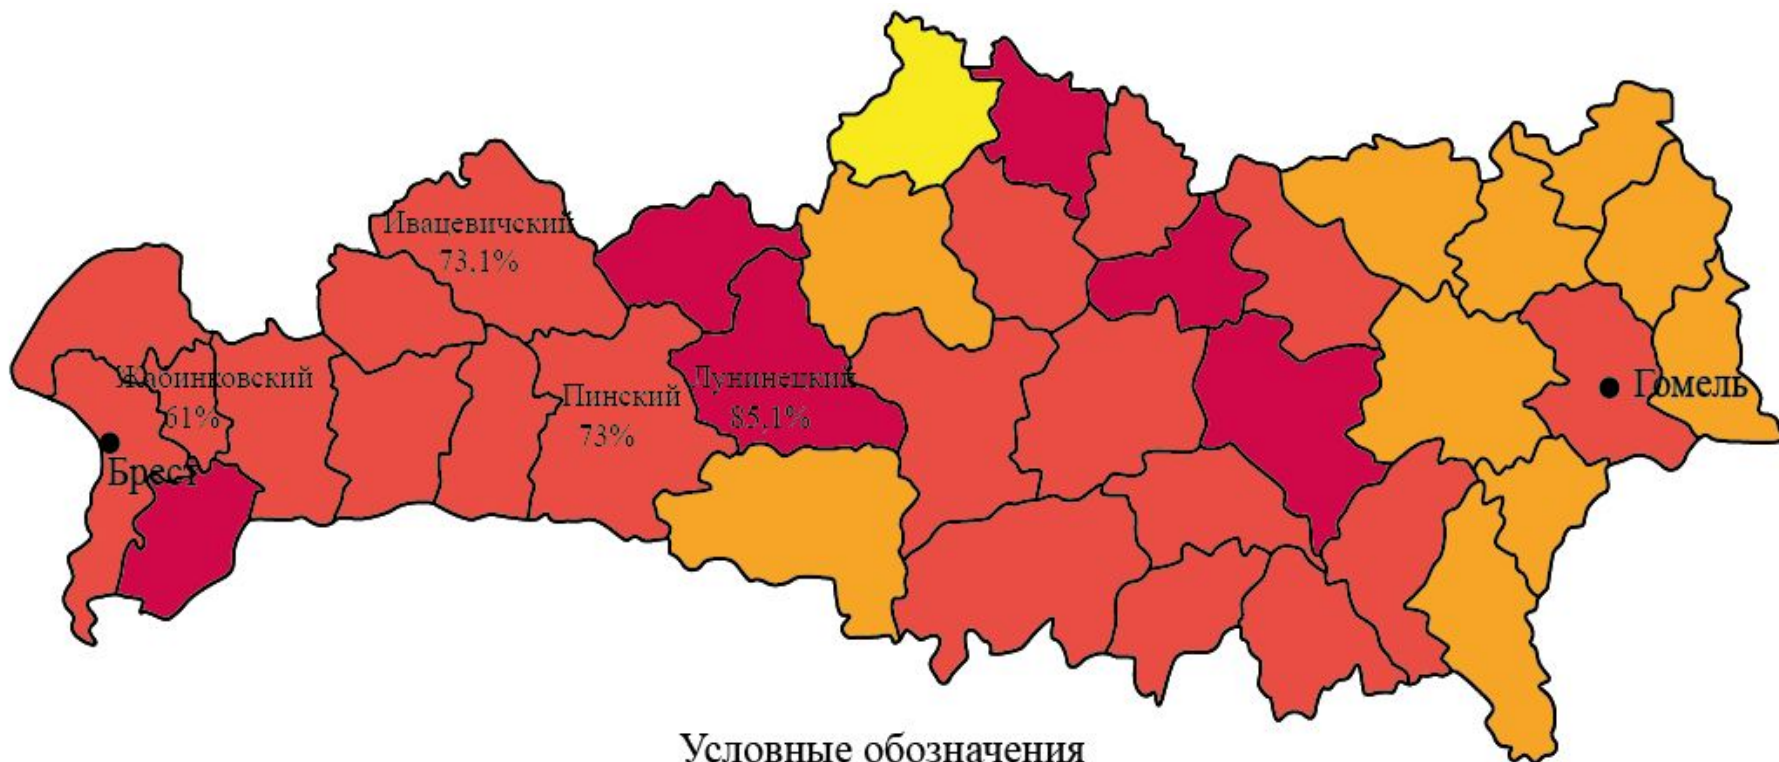 Ивацевичский
73.1%
Жабинковский
61%
Пинский
73%
Лунинецкий
85,1%
Гомель
Брест
Условные обозначения